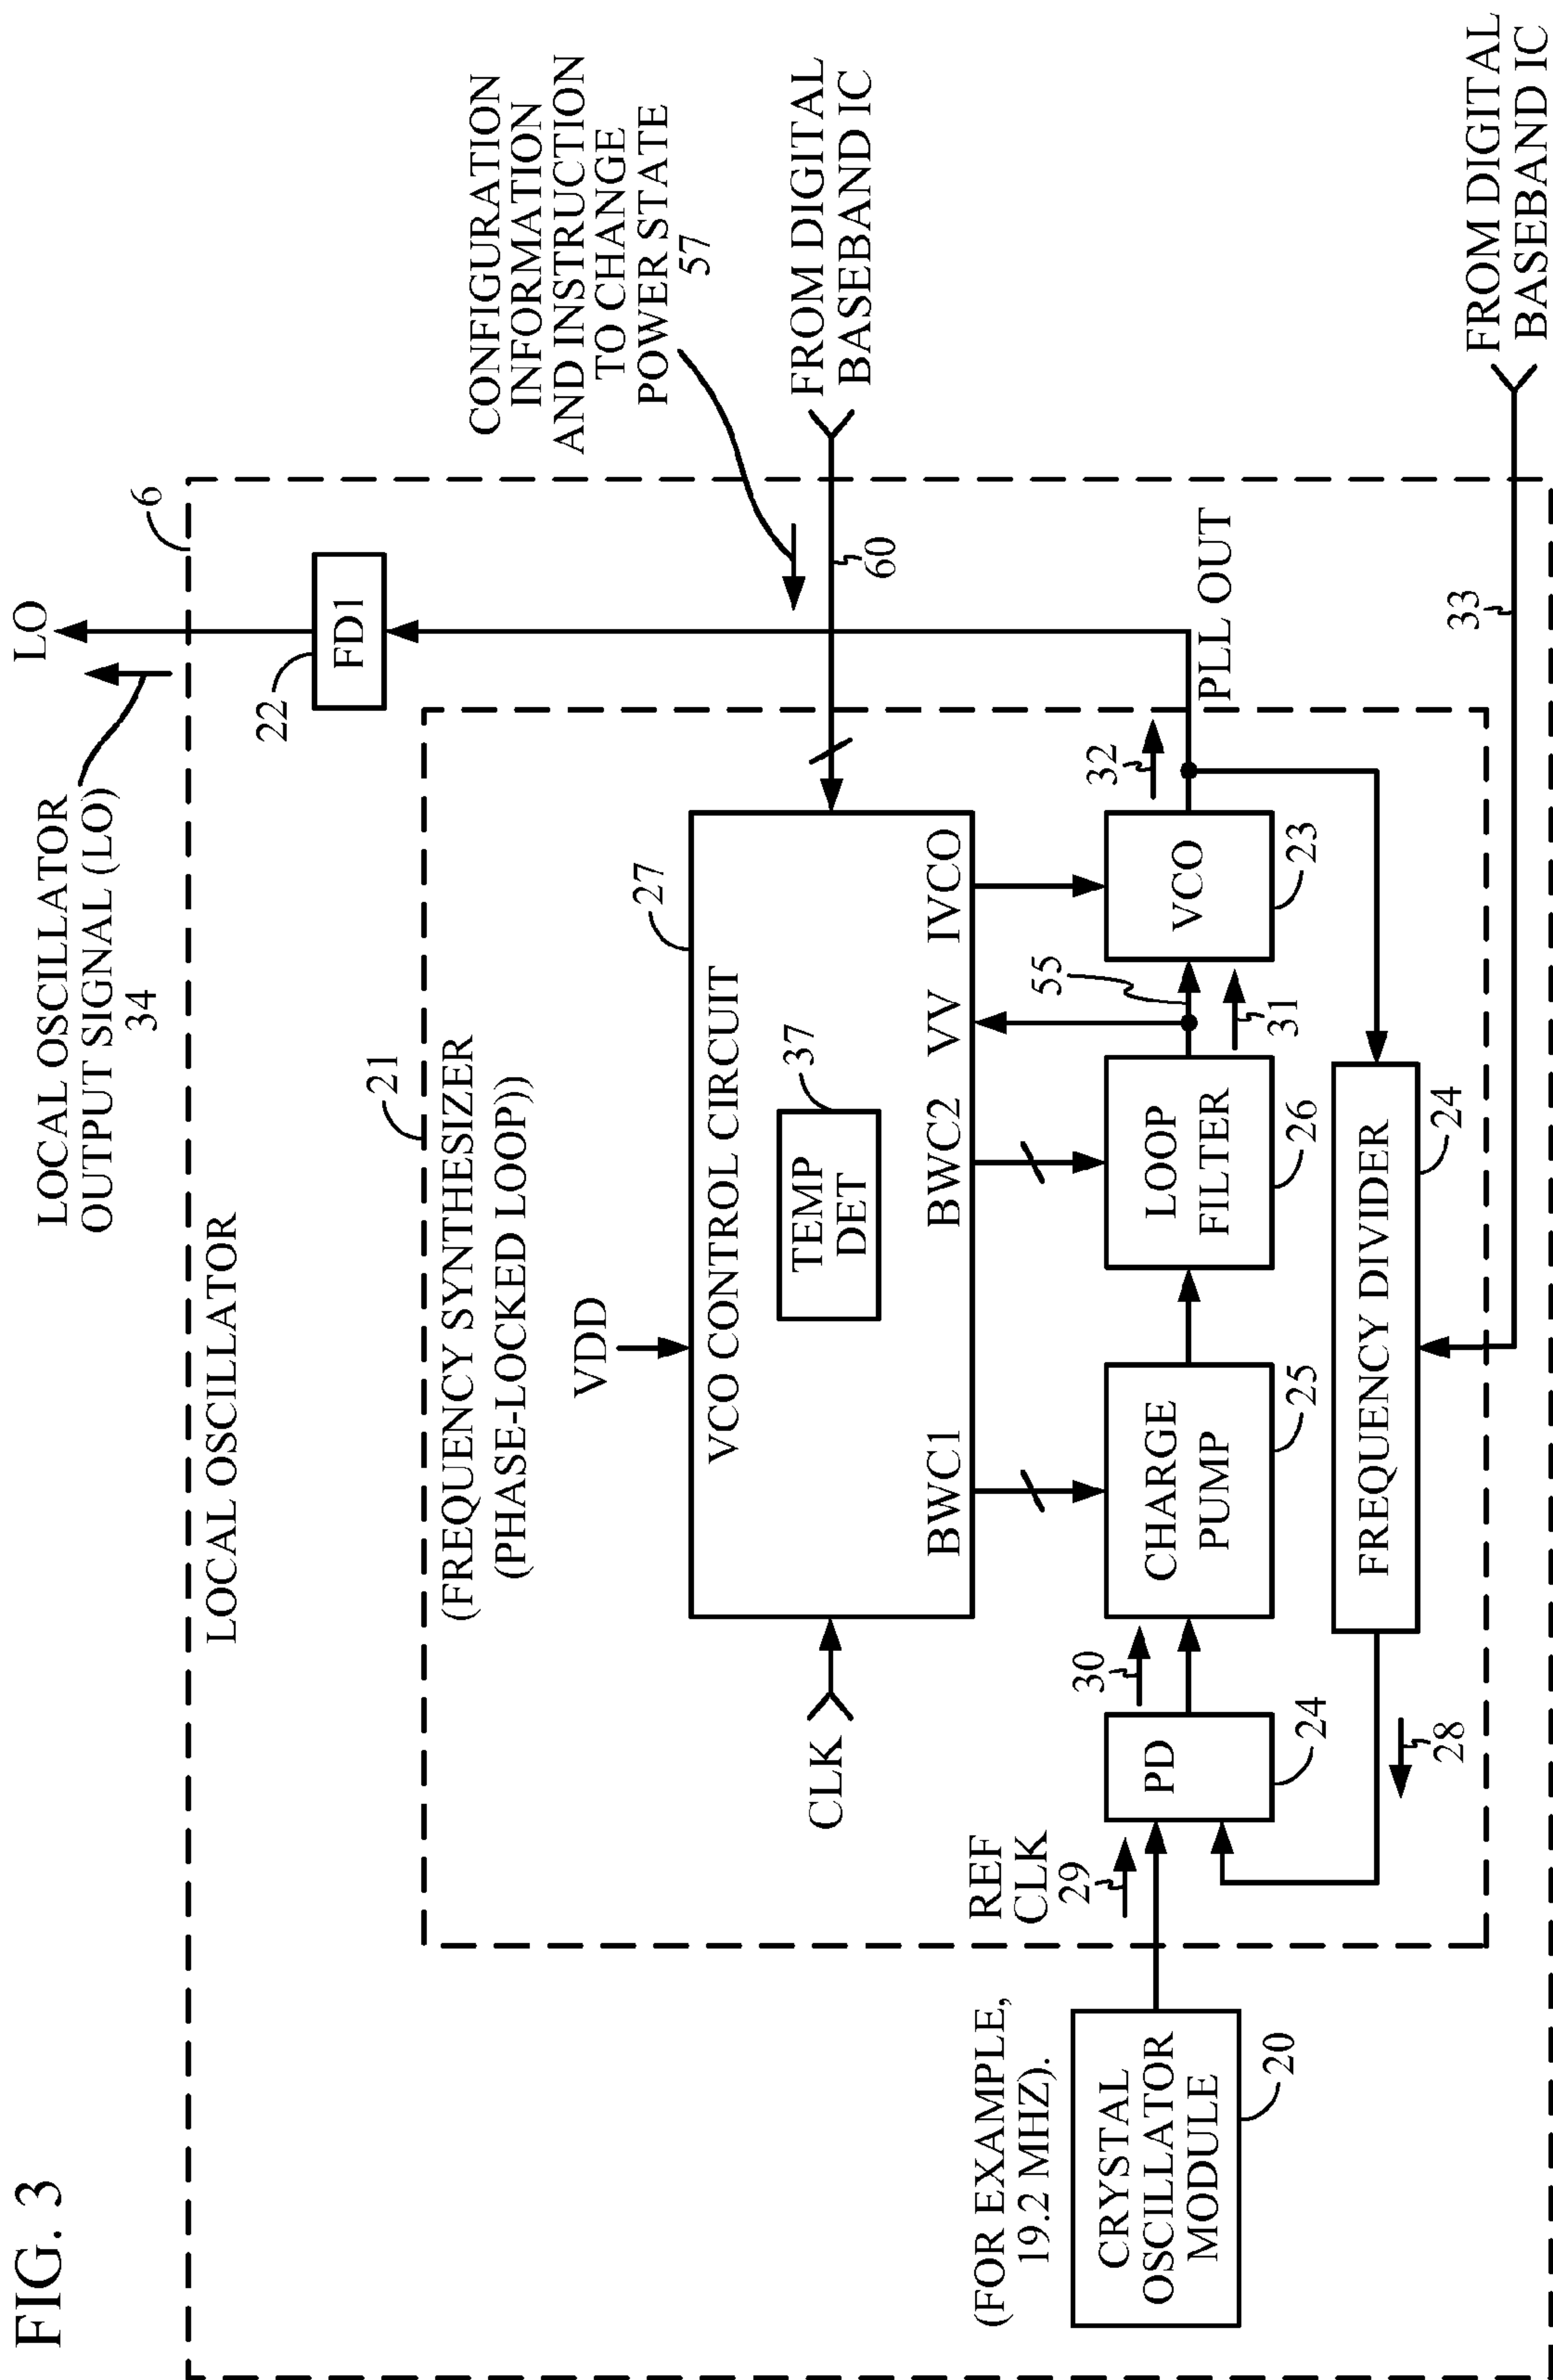 FIG. 3
LO
LOCAL OSCILLATOR
OUTPUT SIGNAL (LO)
34
6
22
FD1
CONFIGURATION
INFORMATION
AND INSTRUCTION
TO CHANGE
POWER STATE
57
LOCAL OSCILLATOR
21
(FREQUENCY SYNTHESIZER
(PHASE-LOCKED LOOP))
VDD
27
VCO CONTROL CIRCUIT
TEMP
DET
37
CLK
60
FROM DIGITAL
BASEBAND IC
BWC1
BWC2
VV
IVCO
(FOR EXAMPLE,
19.2 MHZ).
REF
CLK
29
30
55
32
PLL OUT
CRYSTAL
OSCILLATOR
MODULE
20
PD
24
CHARGE
PUMP
25
LOOP
FILTER
26
31
VCO
23
FREQUENCY DIVIDER
24
28
33
FROM DIGITAL
BASEBAND IC